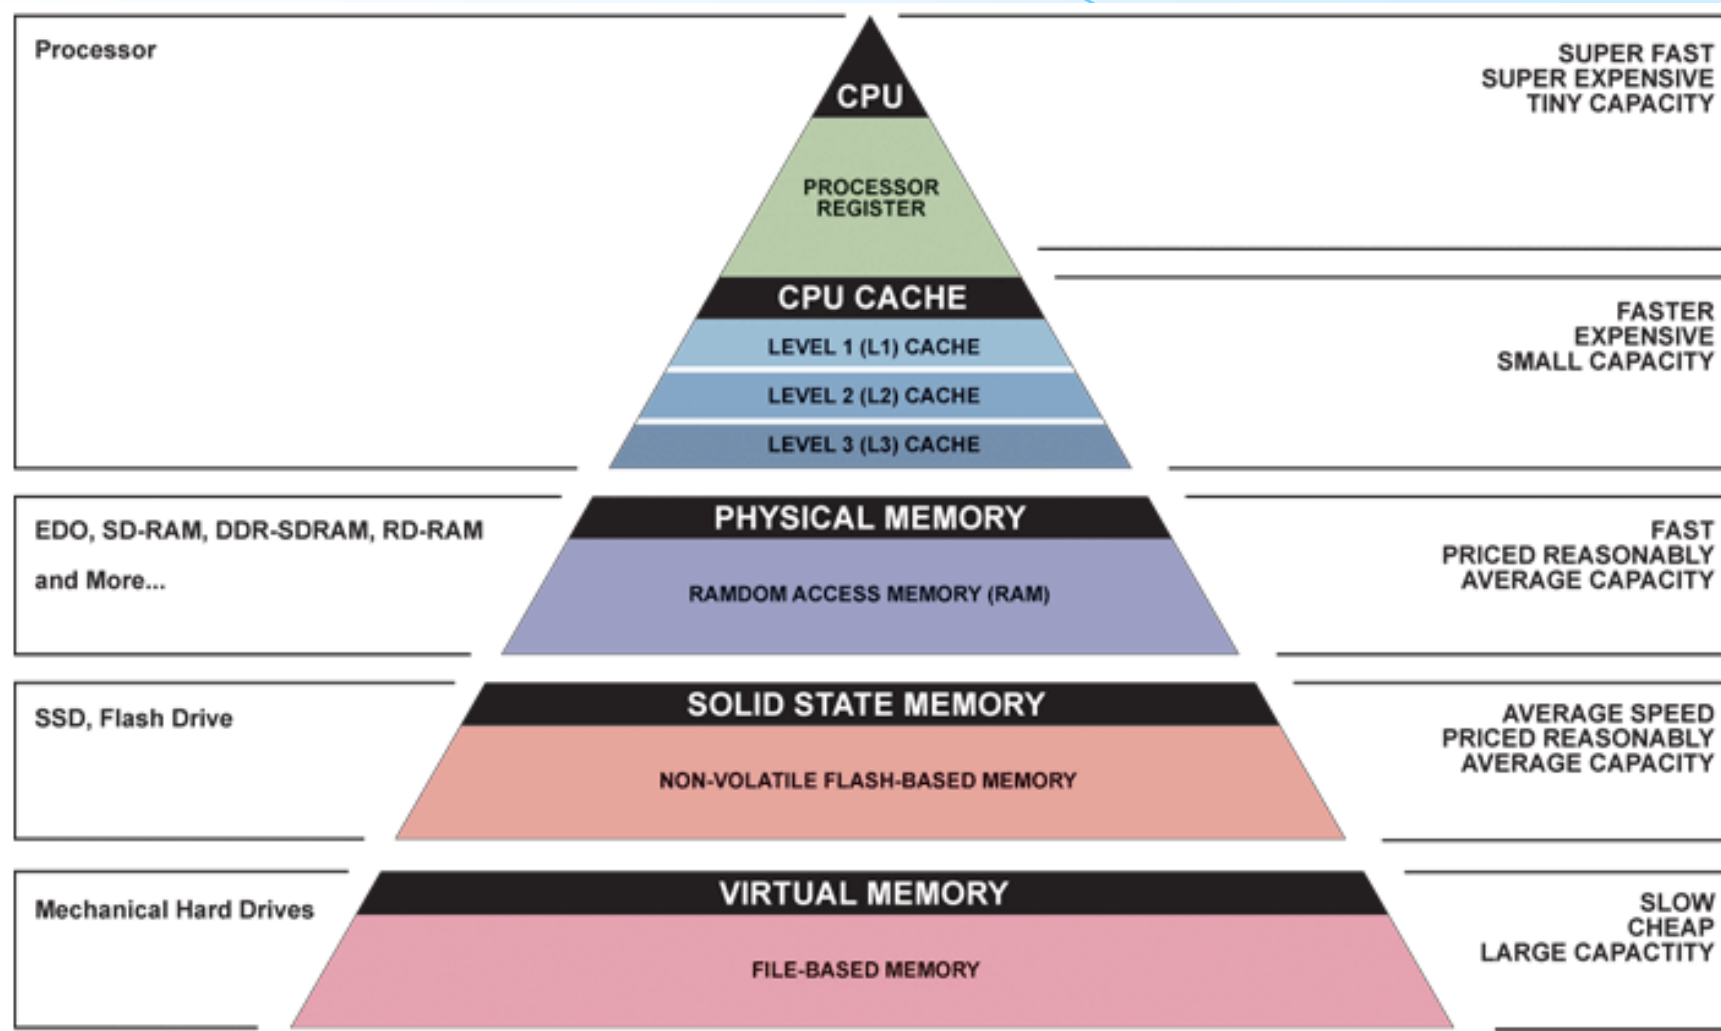 Processor
CPU
SUPER FAST
SUPER EXPENSIVE
TINY CAPACITY
PROCESSOR
REGISTER
CPU CACHE
LEVEL 1 (L1) CACHE
LEVEL 2 (L2) CACHE
LEVEL 3 (L3) CACHE
FASTER
EXPENSIVE
SMALL CAPACITY
EDO, SD-RAM, DDR-SDRAM, RD-RAM
and More...
PHYSICAL MEMORY
RAMDOM ACCESS MEMORY (RAM)
FAST
PRICED REASONABLY
AVERAGE CAPACITY
SSD, Flash Drive
SOLID STATE MEMORY
NON-VOLATILE FLASH-BASED MEMORY
AVERAGE SPEED
PRICED REASONABLY
AVERAGE CAPACITY
Mechanical Hard Drives
VIRTUAL MEMORY
FILE-BASED MEMORY
SLOW
CHEAP
LARGE CAPACTITY